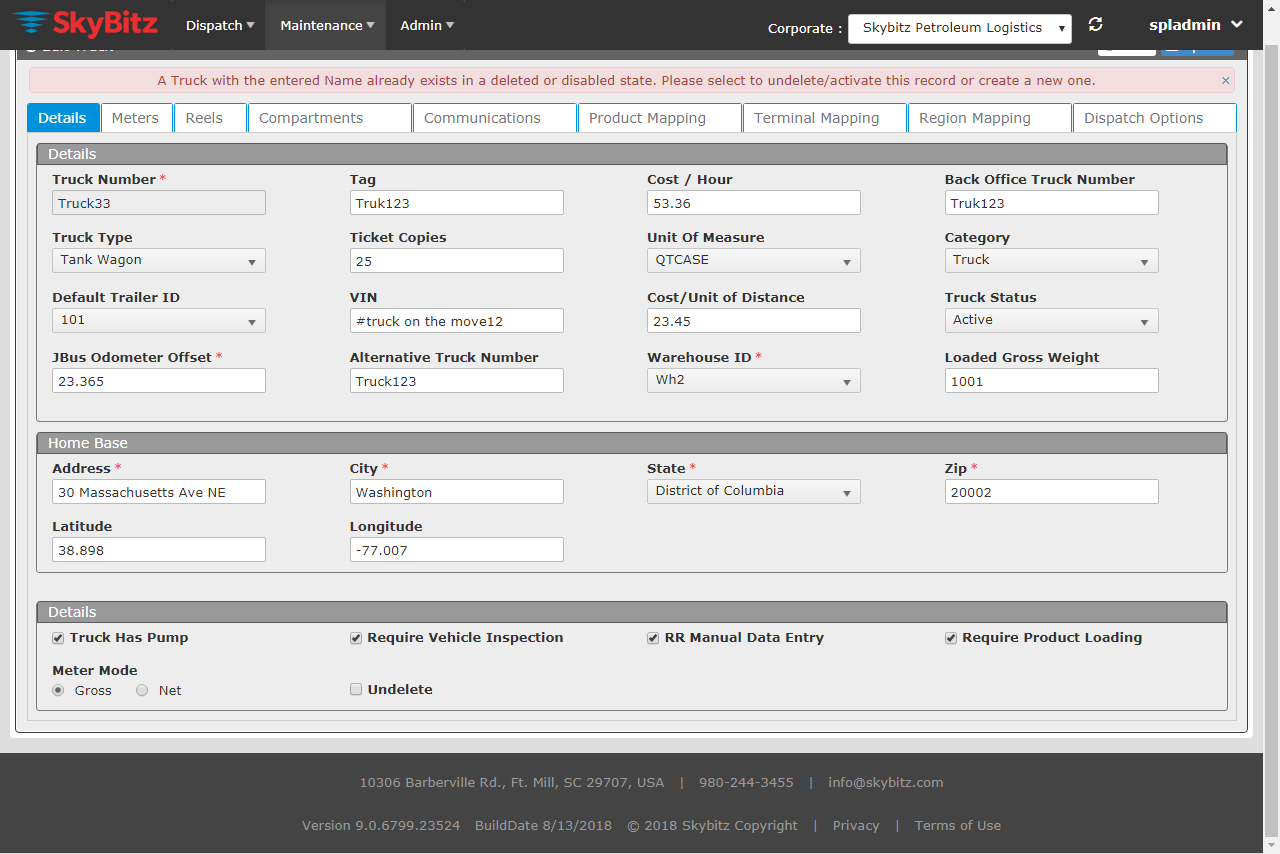 SkyBitz Dispatch Maintenance Admin Corporate : Skybitz Petroleum Logistics spladmin
A Truck with the entered Name already exists in a deleted or disabled state. Please select to undelete/activate this record or create a new one. ×
Details Meters Reels Compartments Communications Product Mapping Terminal Mapping Region Mapping Dispatch Options
Details
Truck Number * Tag Cost / Hour Back Office Truck Number
Truck33 Truk123 53.36 Truk123
Truck Type Ticket Copies Unit Of Measure Category
Tank Wagon 25 QTCASE Truck
Default Trailer ID VIN Cost/Unit of Distance Truck Status
101 #truck on the move12 23.45 Active
JBus Odometer Offset * Alternative Truck Number Warehouse ID * Loaded Gross Weight
23.365 Truck123 Wh2 1001
Home Base
Address * City * State * Zip *
30 Massachusetts Ave NE Washington District of Columbia 20002
Latitude Longitude
38.898 -77.007
Details
Truck Has Pump Require Vehicle Inspection RR Manual Data Entry Require Product Loading
Meter Mode
Gross Net Undelete
10306 Barberville Rd., Ft. Mill, SC 29707, USA | 980-244-3455 | info@skybitz.com
Version 9.0.6799.23524 BuildDate 8/13/2018 © 2018 Skybitz Copyright | Privacy | Terms of Use